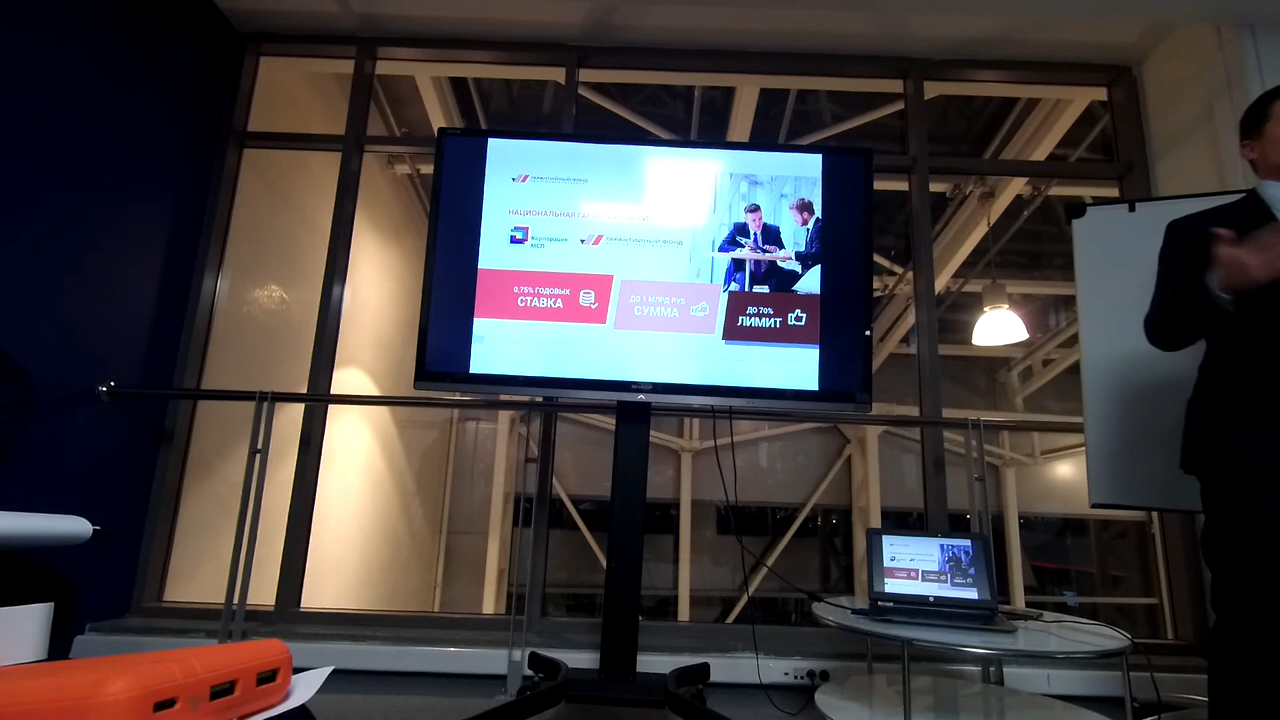 ГАРАНТИЙНЫЙ ФОНД
НАЦИОНАЛЬНАЯ
Корпорация
МСП
ГАРАНТИЙНЫЙ ФОНД
0,75% ГОДОВЫХ
СТАВКА
ДО 1 МЛРД РУБ
СУММА
ДО 70%
ЛИМИТ
SHARP